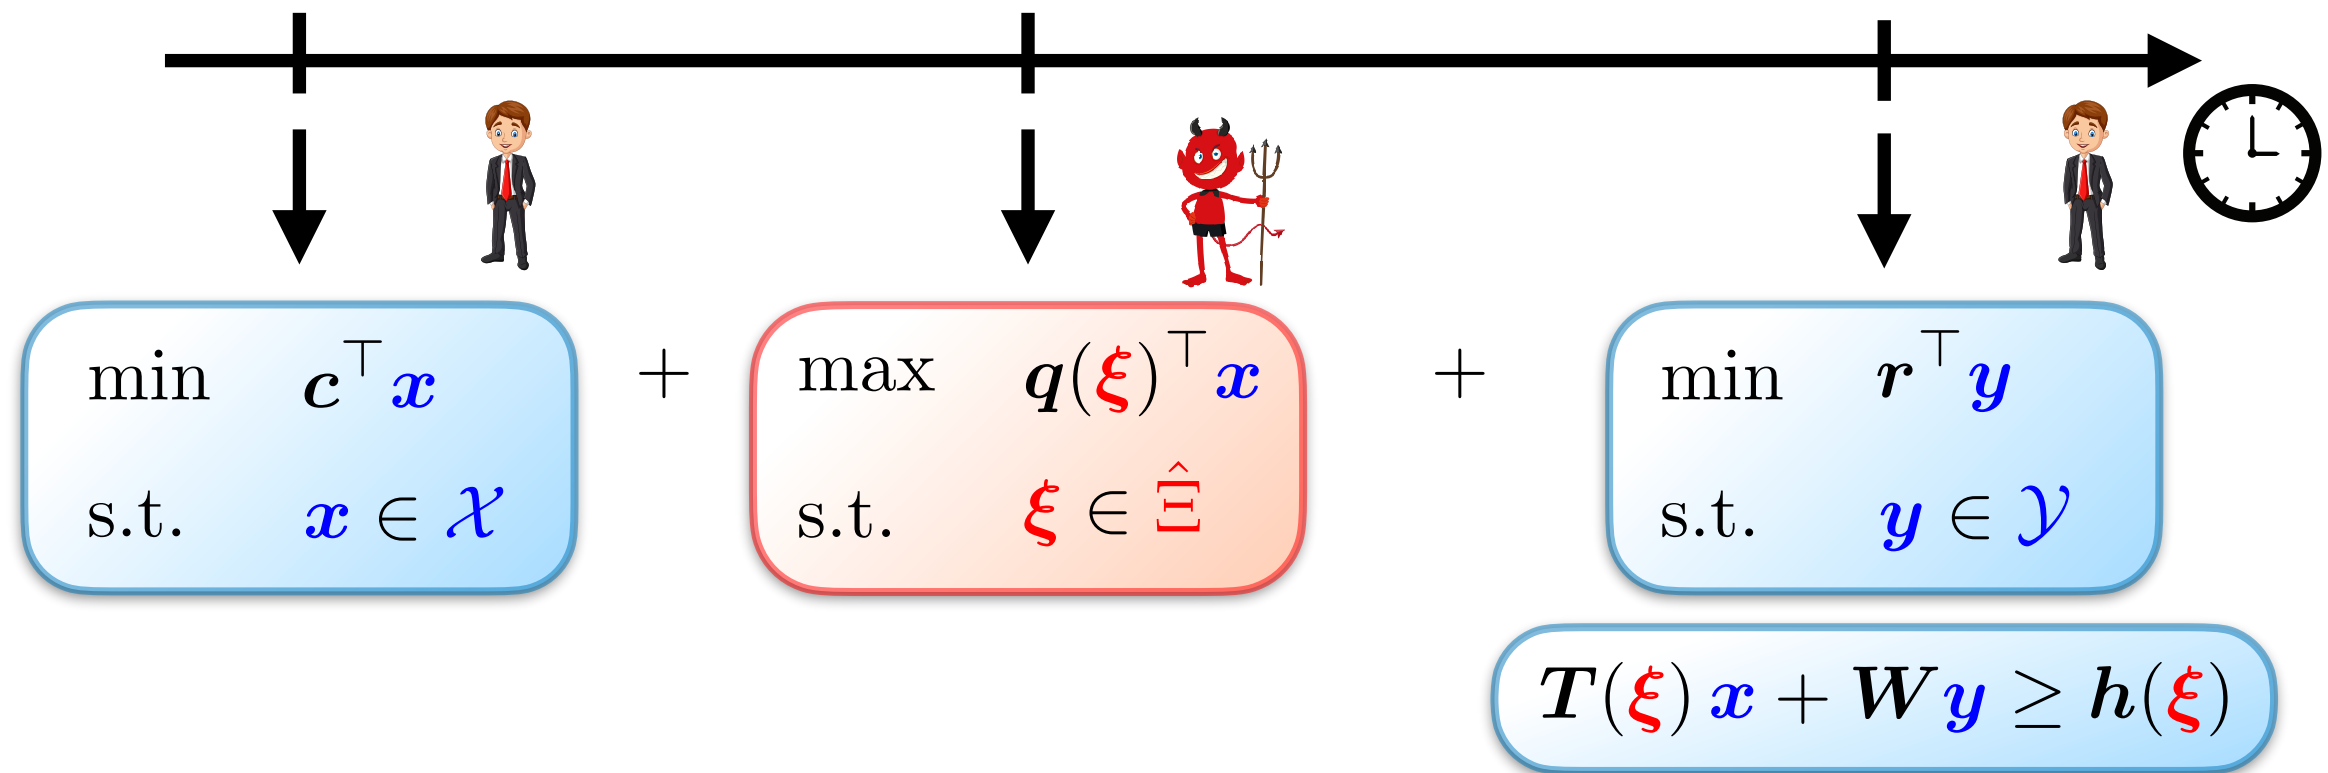 min c⊤x
s.t. x ∈ 𝒳
+
max q(ξ)⊤x
s.t. ξ ∈ Ξ̂
+
min r⊤y
s.t. y ∈ 𝒴
T(ξ) x + W y ≥ h(ξ)